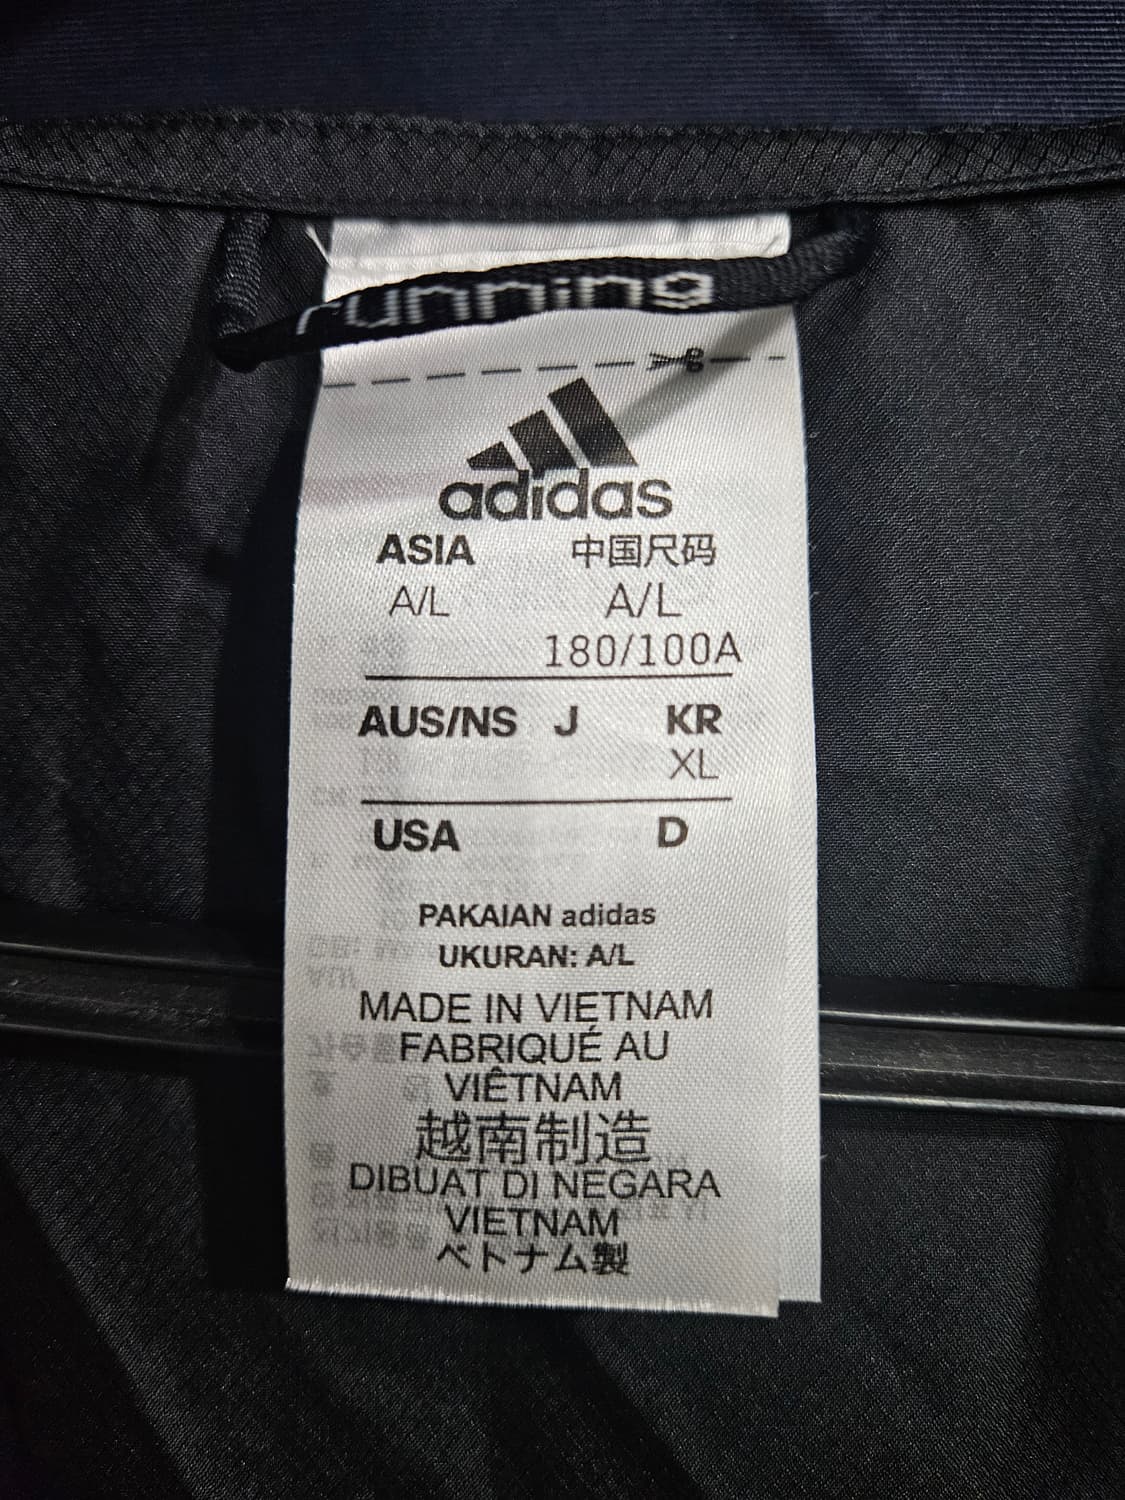 running
adidas
ASIA 中国尺码
A/L A/L
180/100A
AUS/NS J KR
XL
USA D
PAKAIAN adidas
UKURAN: A/L
MADE IN VIETNAM
FABRIQUÉ AU
VIÊTNAM
越南制造
DIBUAT DI NEGARA
VIETNAM
ベトナム製